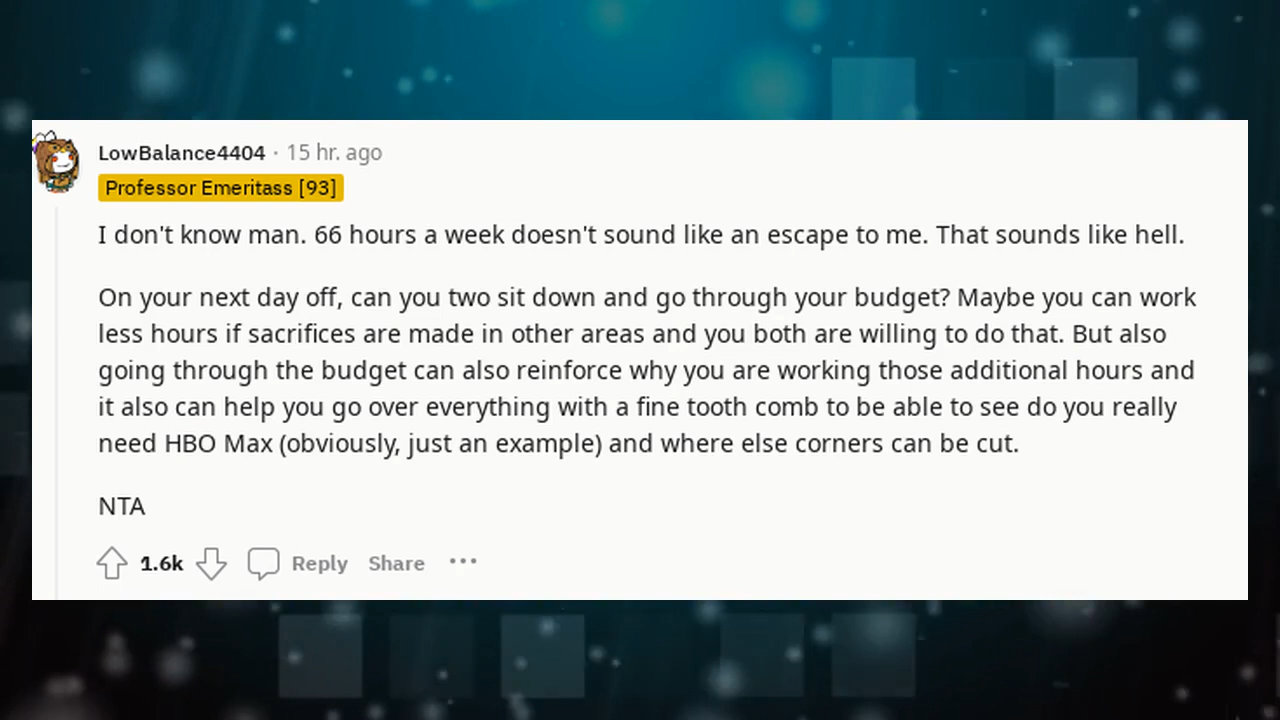 LowBalance4404 · 15 hr. ago
Professor Emeritass [93]
I don't know man. 66 hours a week doesn't sound like an escape to me. That sounds like hell.
On your next day off, can you two sit down and go through your budget? Maybe you can work
less hours if sacrifices are made in other areas and you both are willing to do that. But also
going through the budget can also reinforce why you are working those additional hours and
it also can help you go over everything with a fine tooth comb to be able to see do you really
need HBO Max (obviously, just an example) and where else corners can be cut.
NTA
1.6k Reply Share ···